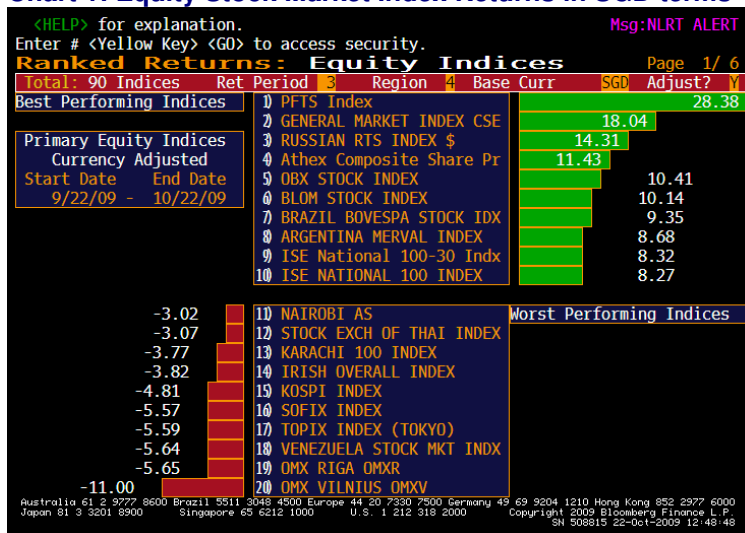 Chart 1: Equity Stock Market Index Returns in SGD terms
<HELP> for explanation. Msg:NLRT ALERT
Enter # <Yellow Key> <GO> to access security.
Ranked Returns: Equity Indices Page 1/ 6
Total: 90 Indices Ret Period 3 Region 4 Base Curr SGD Adjust? Y
Best Performing Indices
Primary Equity Indices
Currency Adjusted
Start Date End Date
9/22/09 - 10/22/09
1) PFTS Index 28.38
2) GENERAL MARKET INDEX CSE 18.04
3) RUSSIAN RTS INDEX $ 14.31
4) Athex Composite Share Pr 11.43
5) OBX STOCK INDEX 10.41
6) BLOM STOCK INDEX 10.14
7) BRAZIL BOVESPA STOCK IDX 9.35
8) ARGENTINA MERVAL INDEX 8.68
9) ISE National 100-30 Indx 8.32
10) ISE NATIONAL 100 INDEX 8.27
Worst Performing Indices
-3.02 11) NAIROBI AS
-3.07 12) STOCK EXCH OF THAI INDEX
-3.77 13) KARACHI 100 INDEX
-3.82 14) IRISH OVERALL INDEX
-4.81 15) KOSPI INDEX
-5.57 16) SOFIX INDEX
-5.59 17) TOPIX INDEX (TOKYO)
-5.64 18) VENEZUELA STOCK MKT INDX
-5.65 19) OMX RIGA OMXR
-11.00 20) OMX VILNIUS OMXV
Australia 61 2 9777 8600 Brazil 5511 3048 4500 Europe 44 20 7330 7500 Germany 49 69 9204 1210 Hong Kong 852 2977 6000
Japan 81 3 3201 8900 Singapore 65 6212 1000 U.S. 1 212 318 2000 Copyright 2009 Bloomberg Finance L.P.
SN 508815 22-Oct-2009 12:48:48